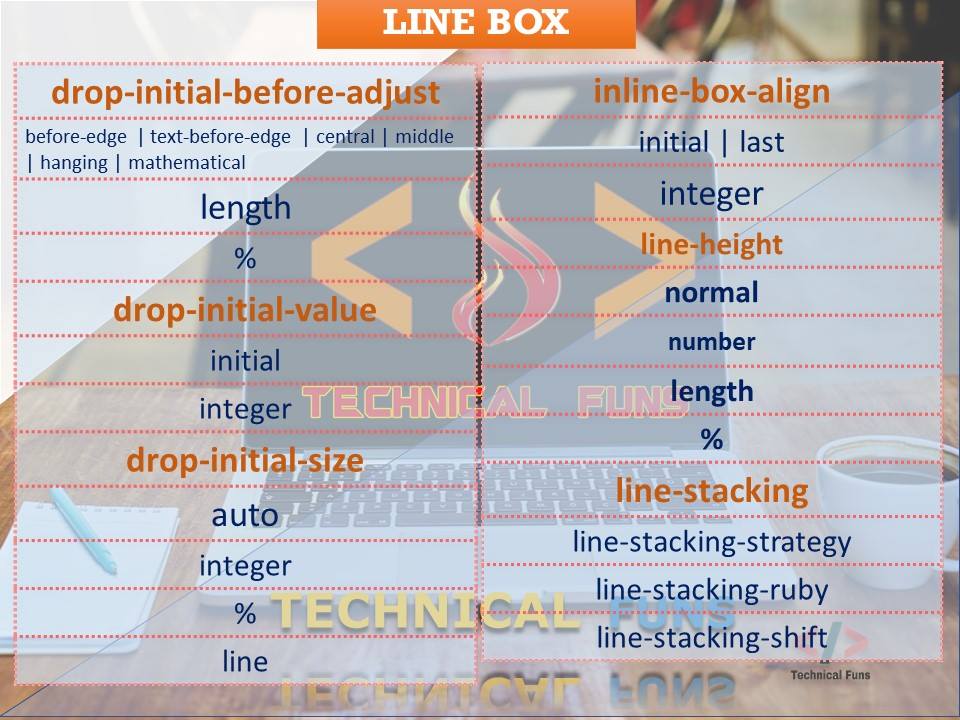 LINE BOX
drop-initial-before-adjust
before-edge | text-before-edge | central | middle
| hanging | mathematical
length
%
drop-initial-value
initial
integer
drop-initial-size
auto
integer
%
line
inline-box-align
initial | last
integer
line-height
normal
number
length
%
line-stacking
line-stacking-strategy
line-stacking-ruby
line-stacking-shift
TECHNICAL FUNS
TECHNICAL FUNS
TECHNICAL FUNS
Technical Funs